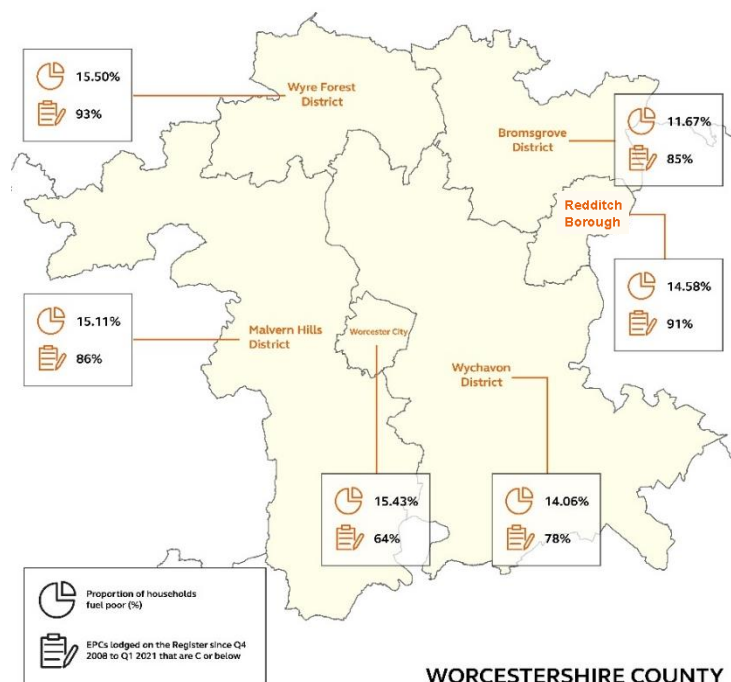 15.50%
93%
Wyre Forest
District
11.67%
85%
Bromsgrove
District
Redditch
Borough
14.58%
91%
15.11%
86%
Malvern Hills
District
Worcester City
Wychavon
District
15.43%
64%
14.06%
78%
Proportion of households
fuel poor (%)
EPCs lodged on the Register since Q4
2008 to Q1 2021 that are C or below
WORCESTERSHIRE COUNTY